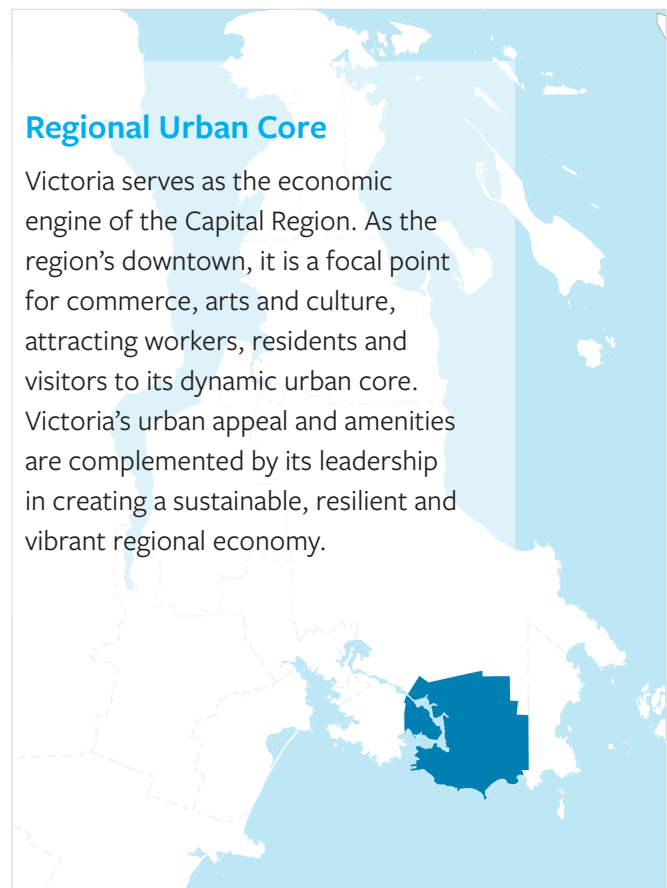 Regional Urban Core
Victoria serves as the economic
engine of the Capital Region. As the
region’s downtown, it is a focal point
for commerce, arts and culture,
attracting workers, residents and
visitors to its dynamic urban core.
Victoria’s urban appeal and amenities
are complemented by its leadership
in creating a sustainable, resilient and
vibrant regional economy.